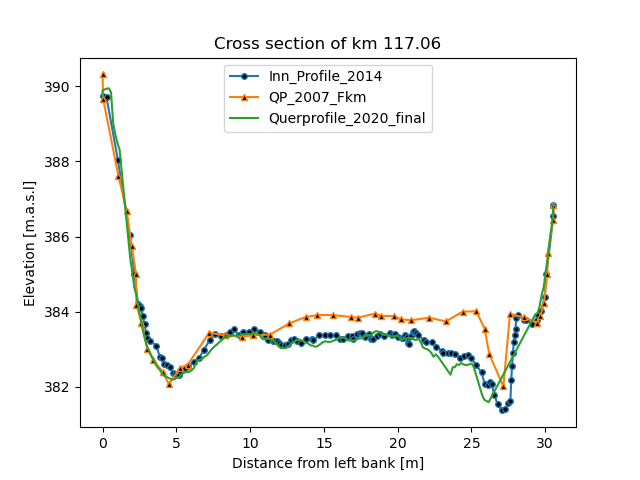 Cross section of km 117.06
Inn_Profile_2014
QP_2007_Fkm
Querprofile_2020_final
Elevation [m.a.s.l]
390
388
386
384
382
0 5 10 15 20 25 30
Distance from left bank [m]